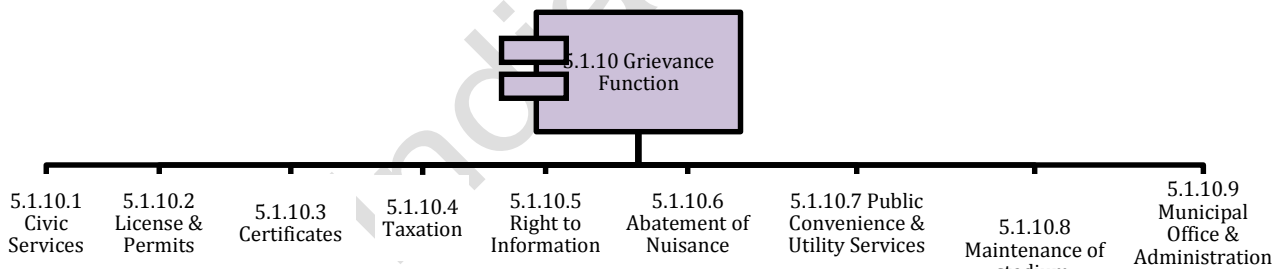 5.1.10 Grievance
Function
5.1.10.1
Civic
Services
5.1.10.2
License &
Permits
5.1.10.3
Certificates
5.1.10.4
Taxation
5.1.10.5
Right to
Information
5.1.10.6
Abatement of
Nuisance
5.1.10.7 Public
Convenience &
Utility Services
5.1.10.8
Maintenance of
5.1.10.9
Municipal
Office &
Administration